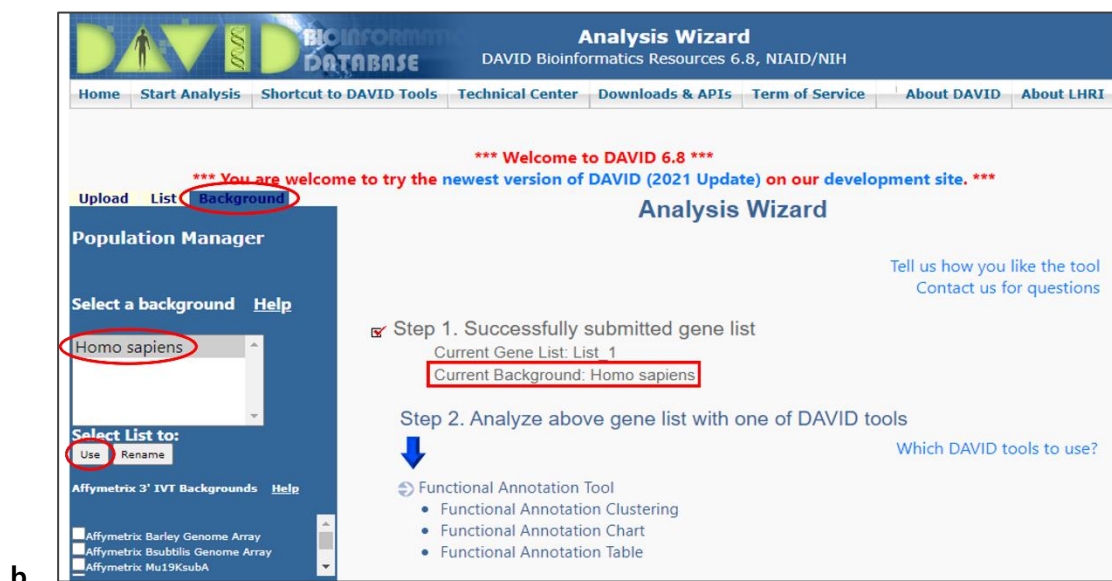 DAVID BIOINFORMATICS DATABASE
Analysis Wizard
DAVID Bioinformatics Resources 6.8, NIAID/NIH
Home Start Analysis Shortcut to DAVID Tools Technical Center Downloads & APIs Term of Service About DAVID About LHRI
*** Welcome to DAVID 6.8 ***
*** You are welcome to try the newest version of DAVID (2021 Update) on our development site. ***
Upload List Background
Analysis Wizard
Population Manager
Tell us how you like the tool
Contact us for questions
Select a background Help
Homo sapiens
Step 1. Successfully submitted gene list
Current Gene List: List_1
Current Background: Homo sapiens
Step 2. Analyze above gene list with one of DAVID tools
Select List to:
Use Rename
Which DAVID tools to use?
Affymetrix 3' IVT Backgrounds Help
Functional Annotation Tool
Functional Annotation Clustering
Functional Annotation Chart
Functional Annotation Table
Affymetrix Barley Genome Array
Affymetrix Bsubtilis Genome Array
Affymetrix Mu19KsubA
b